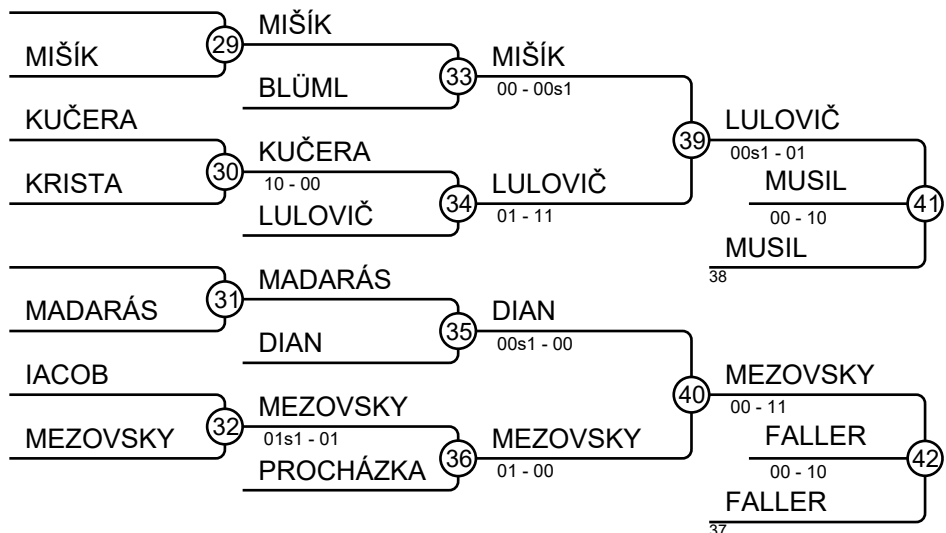 MIŠÍK
29
MIŠÍK
BLÜML
33
MIŠÍK
00 - 00s1
KUČERA
KRISTA
30
KUČERA
10 - 00
LULOVIČ
34
LULOVIČ
01 - 11
39
LULOVIČ
00s1 - 01
MUSIL
00 - 10
41
MUSIL
38
MADARÁS
31
MADARÁS
DIAN
35
DIAN
00s1 - 00
IACOB
MEZOVSKY
32
MEZOVSKY
01s1 - 01
PROCHÁZKA
36
MEZOVSKY
01 - 00
40
MEZOVSKY
00 - 11
FALLER
00 - 10
42
FALLER
37